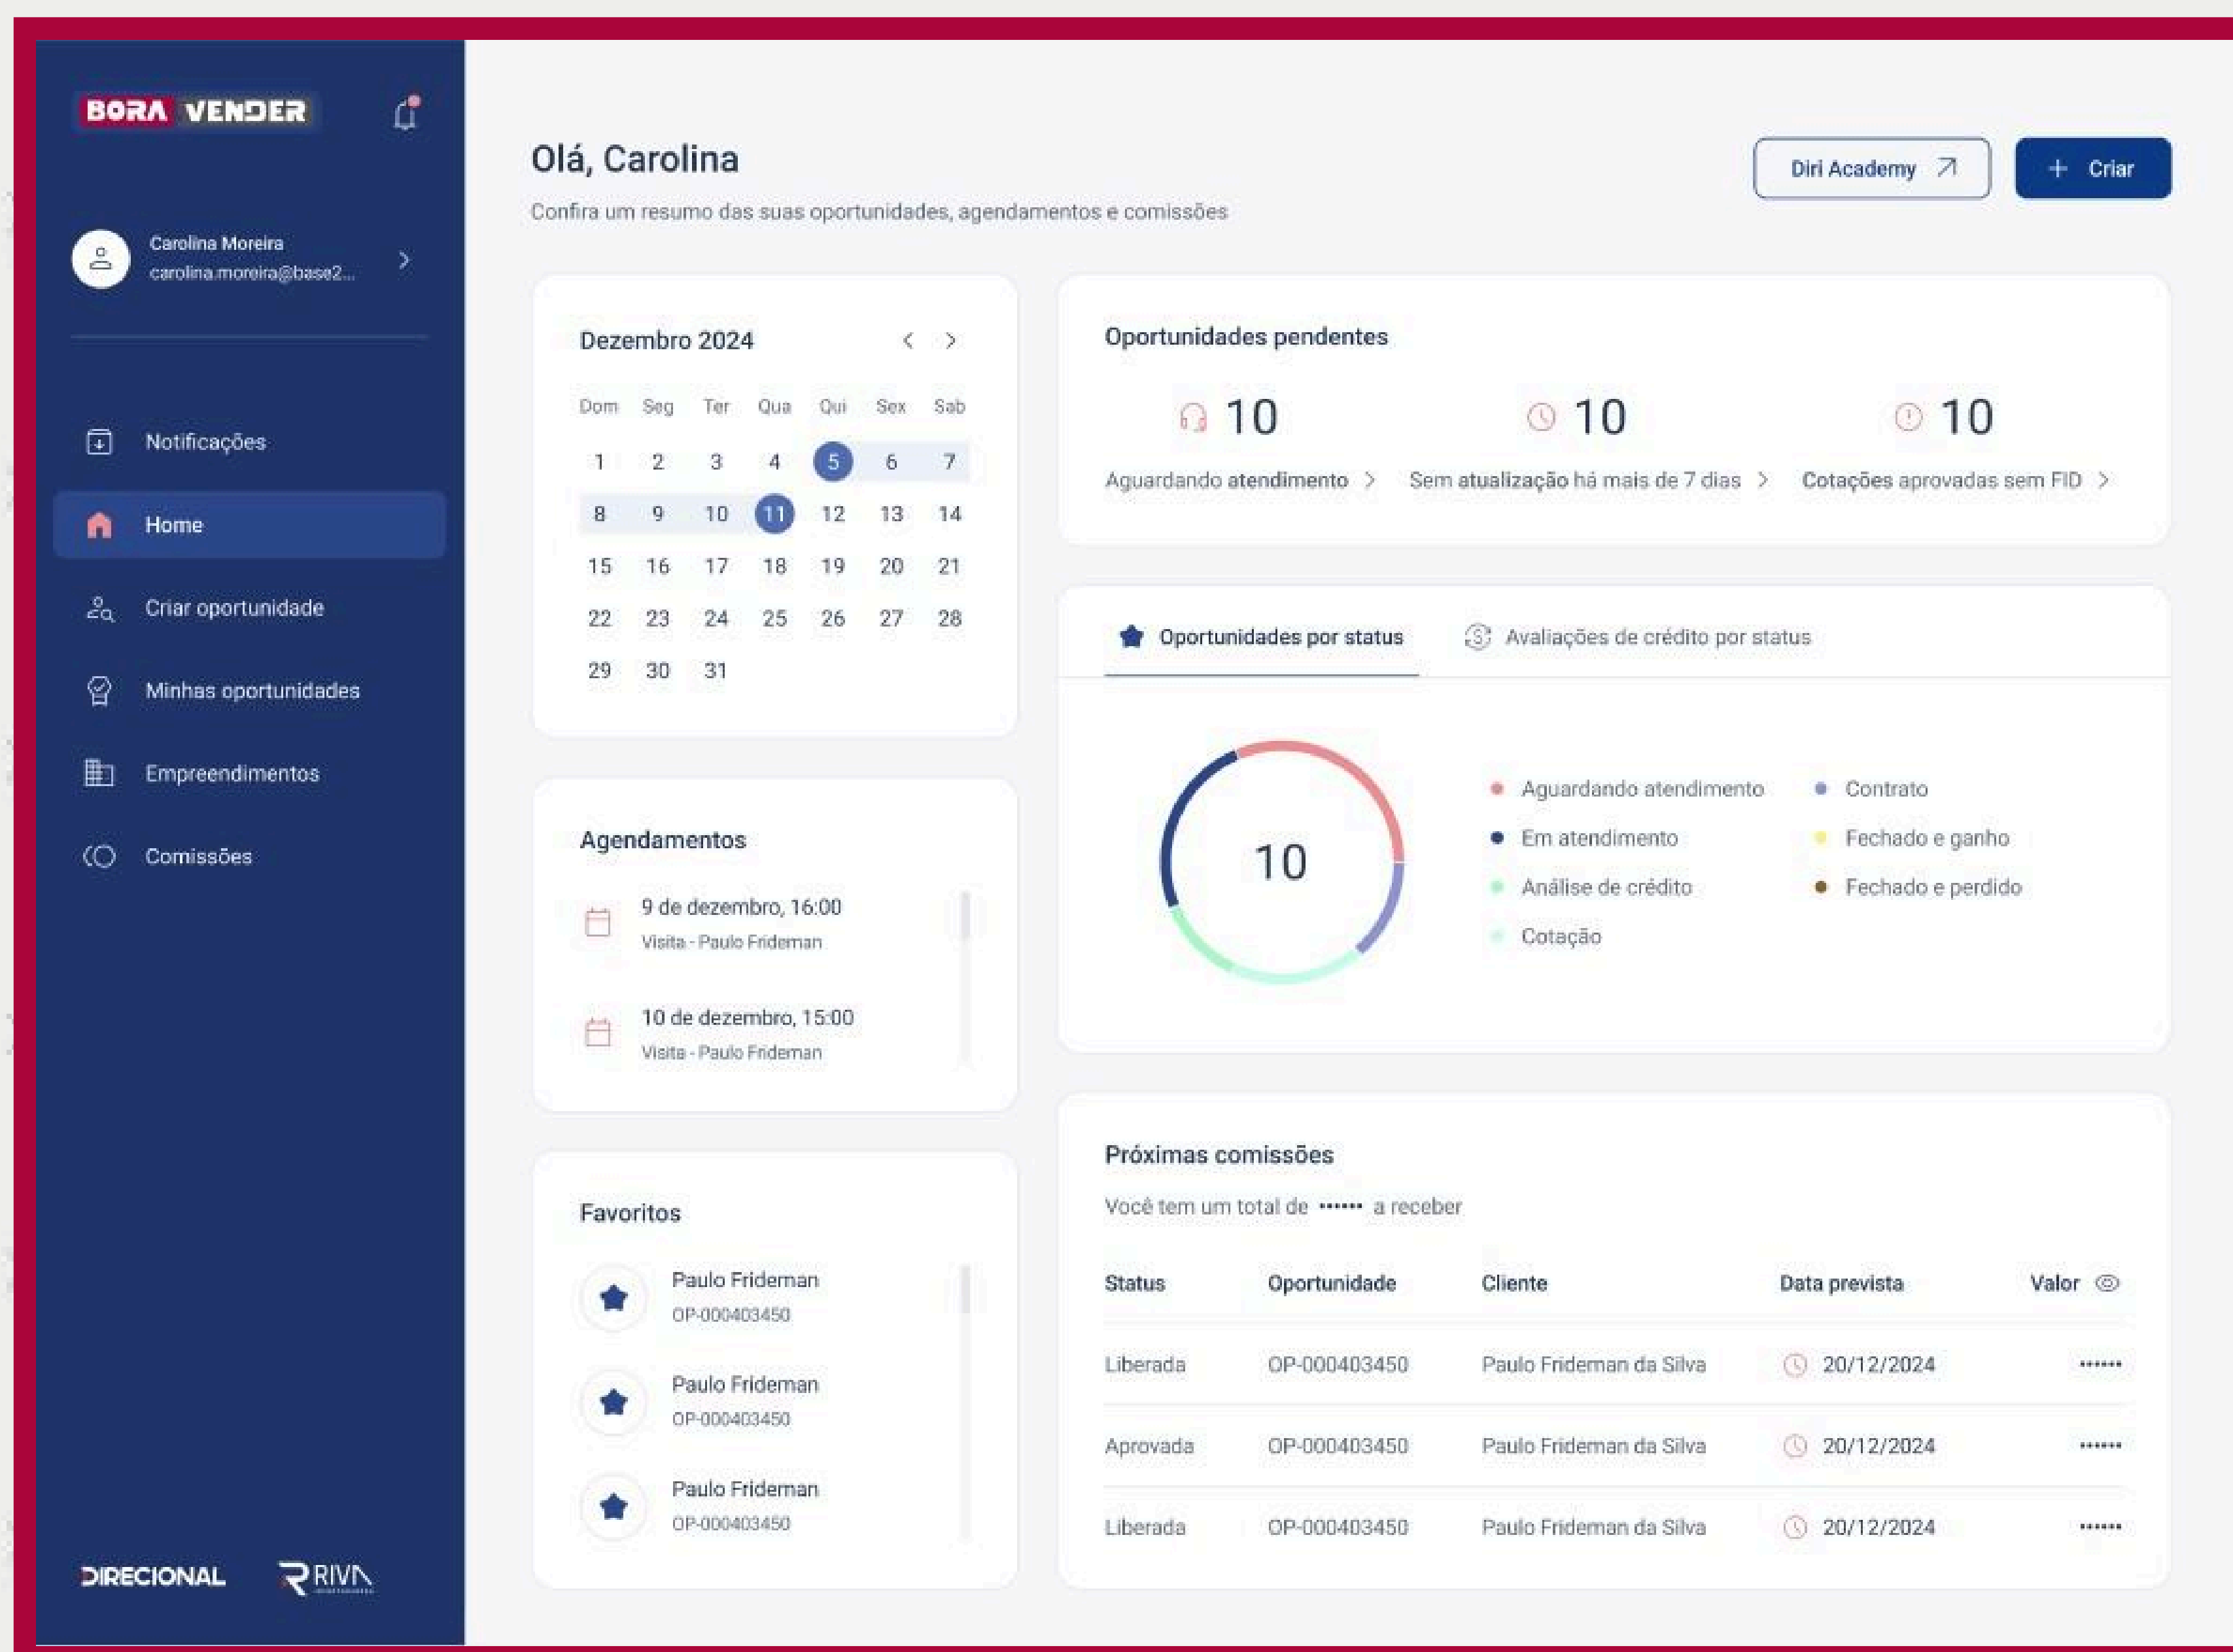 BORA VENDER
Carolina Moreira
carolina.moreira@base2...
Notificações
Home
Criar oportunidade
Minhas oportunidades
Empreendimentos
Comissões
DIRECIONAL RIVA
Olá, Carolina
Confira um resumo das suas oportunidades, agendamentos e comissões
Diri Academy
+ Criar
Dezembro 2024 < >
Dom Seg Ter Qua Qui Sex Sab
1 2 3 4 5 6 7
8 9 10 11 12 13 14
15 16 17 18 19 20 21
22 23 24 25 26 27 28
29 30 31
Agendamentos
9 de dezembro, 16:00
Visita - Paulo Frideman
10 de dezembro, 15:00
Visita - Paulo Frideman
Favoritos
Paulo Frideman
OP-000403450
Paulo Frideman
OP-000403450
Paulo Frideman
OP-000403450
Oportunidades pendentes
10 10 10
Aguardando atendimento > Sem atualização há mais de 7 dias > Cotações aprovadas sem FID >
Oportunidades por status Avaliações de crédito por status
10
Aguardando atendimento
Em atendimento
Análise de crédito
Cotação
Contrato
Fechado e ganho
Fechado e perdido
Próximas comissões
Você tem um total de •••••• a receber
Status Oportunidade Cliente Data prevista Valor
Liberada OP-000403450 Paulo Frideman da Silva 20/12/2024 ••••••
Aprovada OP-000403450 Paulo Frideman da Silva 20/12/2024 ••••••
Liberada OP-000403450 Paulo Frideman da Silva 20/12/2024 ••••••